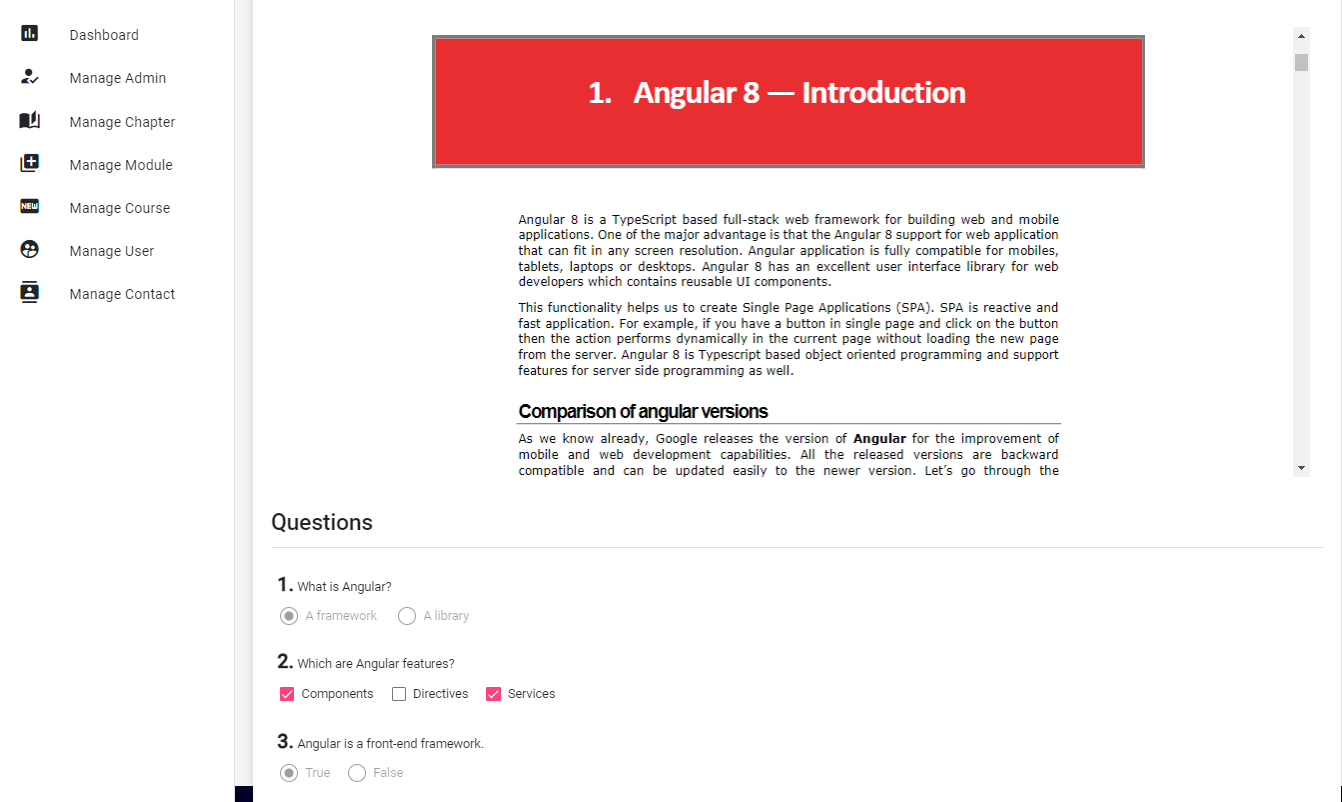 Dashboard
Manage Admin
Manage Chapter
Manage Module
NEW Manage Course
Manage User
Manage Contact
1. Angular 8 — Introduction
Angular 8 is a TypeScript based full-stack web framework for building web and mobile
applications. One of the major advantage is that the Angular 8 support for web application
that can fit in any screen resolution. Angular application is fully compatible for mobiles,
tablets, laptops or desktops. Angular 8 has an excellent user interface library for web
developers which contains reusable UI components.
This functionality helps us to create Single Page Applications (SPA). SPA is reactive and
fast application. For example, if you have a button in single page and click on the button
then the action performs dynamically in the current page without loading the new page
from the server. Angular 8 is Typescript based object oriented programming and support
features for server side programming as well.
Comparison of angular versions
As we know already, Google releases the version of Angular for the improvement of
mobile and web development capabilities. All the released versions are backward
compatible and can be updated easily to the newer version. Let's go through the
Questions
1. What is Angular?
A framework A library
2. Which are Angular features?
Components Directives Services
3. Angular is a front-end framework.
True False